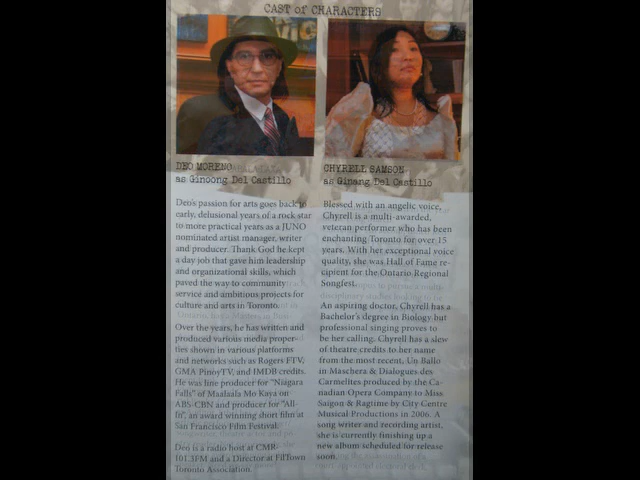 CAST of CHARACTERS
DEO MORENO
as Ginoong Del Castillo
Deo's passion for arts goes back to
early, delusional years of a rock star
to more practical years as a JUNO
nominated artist manager, writer
and producer. Thank God he kept
a day job that gave him leadership
and organizational skills, which
paved the way to community
service and ambitious projects for
culture and arts in Toronto.
Over the years, he has written and
produced various media proper-
ties shown in various platforms
and networks such as Rogers FTV,
GMA PinoyTV, and IMDB credits.
He was line producer for "Niagara
Falls" of Maalaala Mo Kaya on
ABS-CBN and producer for "All-
In", an award winning short film at
San Francisco Film Festival.
Deo is a radio host at CMR
101.3FM and a Director at FilTown
Toronto Association.
CHYRELL SAMSON
as Ginang Del Castillo
Blessed with an angelic voice,
Chyrell is a multi-awarded,
veteran performer who has been
enchanting Toronto for over 15
years. With her exceptional voice
quality, she was Hall of Fame re-
cipient for the Ontario Regional
Songfest.
An aspiring doctor, Chyrell has a
Bachelor's degree in Biology but
professional singing proves to
be her calling. Chyrell has a slew
of theatre credits to her name
from the most recent, Un Ballo
in Maschera & Dialogues des
Carmelites produced by the Ca-
nadian Opera Company to Miss
Saigon & Ragtime by City Centre
Musical Productions in 2006. A
song writer and recording artist,
she is currently finishing up a
new album scheduled for release
soon.